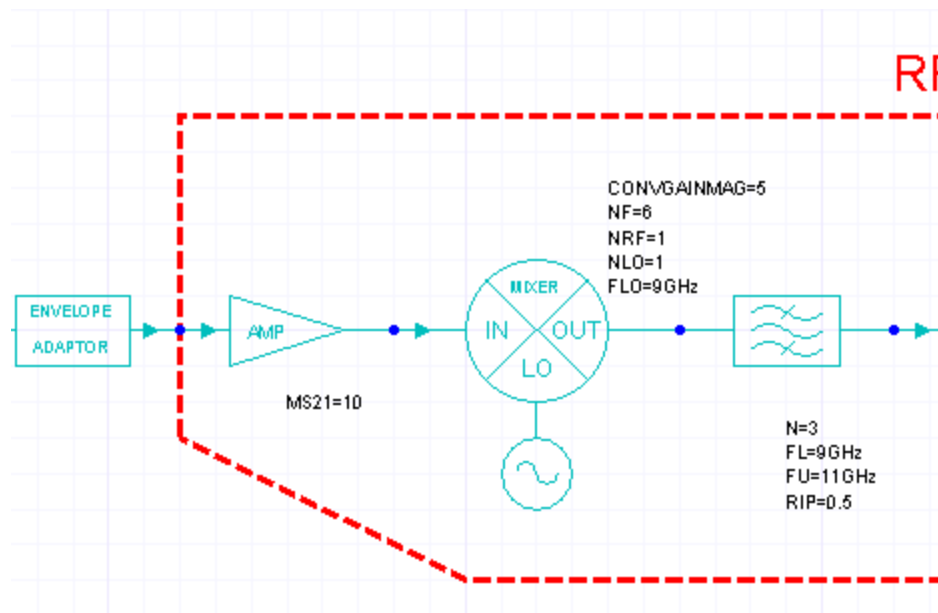 RF
CONVGAINMAG=5
NF=6
NRF=1
NLO=1
FLO=9GHz
MIXER
IN
OUT
LO
ENVELOPE
ADAPTOR
AMP
MS21=10
N=3
FL=9GHz
FU=11GHz
RIP=0.5